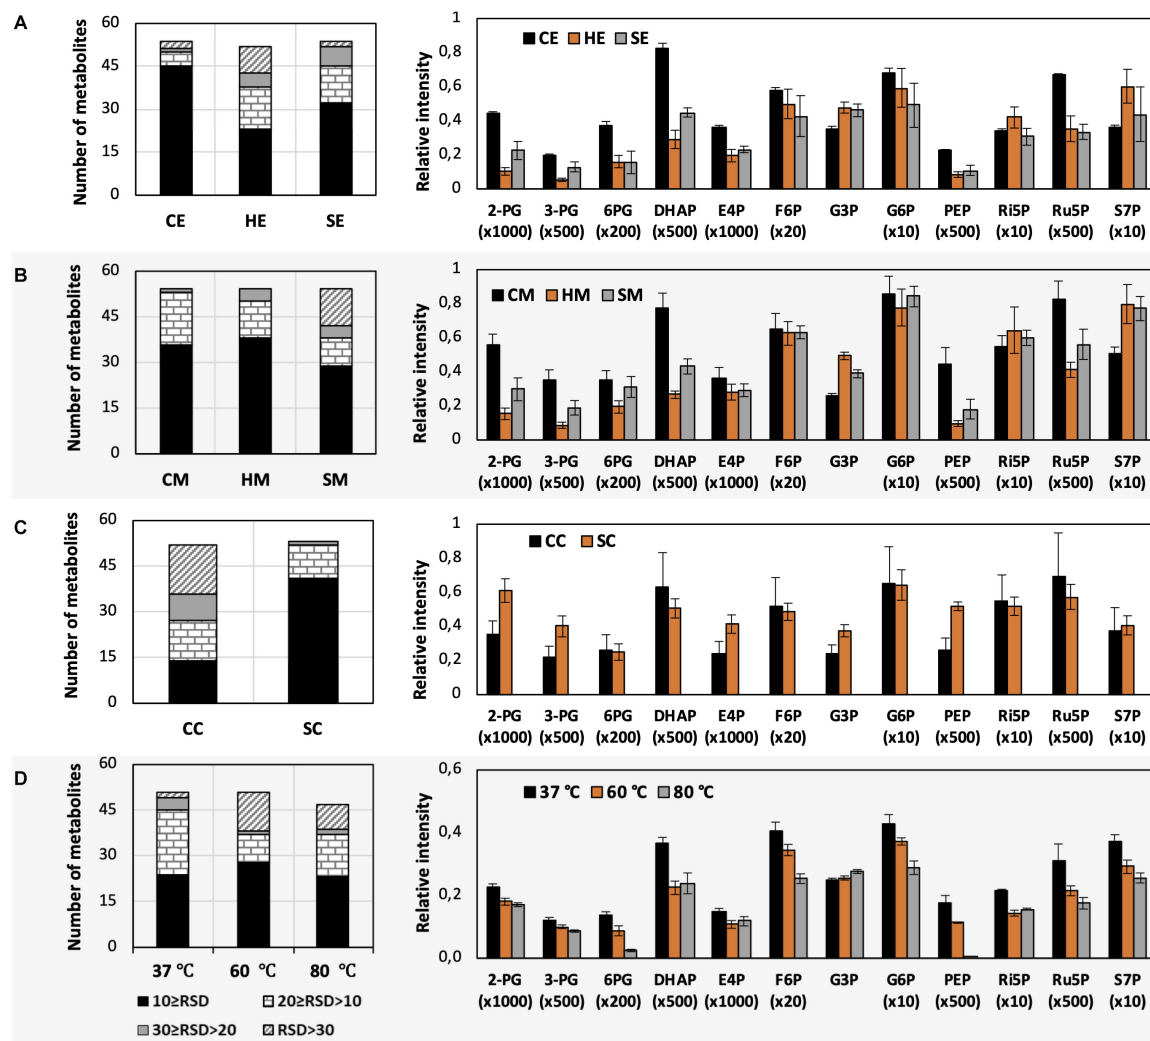 A
Number of metabolites
60
45
30
15
0
CE HE SE
Relative intensity
1
0,8
0,6
0,4
0,2
0
CE HE SE
2-PG 3-PG 6PG DHAP E4P F6P G3P G6P PEP Ri5P Ru5P S7P
(x1000) (x500) (x200) (x500) (x1000) (x20) (x10) (x500) (x10) (x500) (x10)
B
Number of metabolites
60
45
30
15
0
CM HM SM
Relative intensity
1
0,8
0,6
0,4
0,2
0
CM HM SM
2-PG 3-PG 6PG DHAP E4P F6P G3P G6P PEP Ri5P Ru5P S7P
(x1000) (x500) (x200) (x500) (x1000) (x20) (x10) (x500) (x10) (x500) (x10)
C
Number of metabolites
60
45
30
15
0
CC SC
Relative intensity
1
0,8
0,6
0,4
0,2
0
CC SC
2-PG 3-PG 6PG DHAP E4P F6P G3P G6P PEP Ri5P Ru5P S7P
(x1000) (x500) (x200) (x500) (x1000) (x20) (x10) (x500) (x10) (x500) (x10)
D
Number of metabolites
60
45
30
15
0
37 °C 60 °C 80 °C
10≥RSD 20≥RSD>10
30≥RSD>20 RSD>30
Relative intensity
0,6
0,4
0,2
0,0
37 °C 60 °C 80 °C
2-PG 3-PG 6PG DHAP E4P F6P G3P G6P PEP Ri5P Ru5P S7P
(x1000) (x500) (x200) (x500) (x1000) (x20) (x10) (x500) (x10) (x500) (x10)